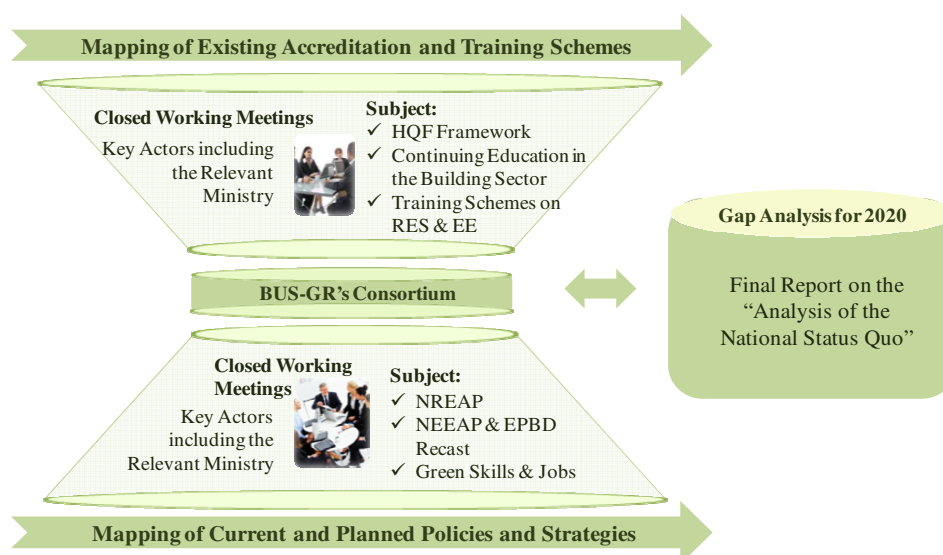 Mapping of Existing Accreditation and Training Schemes
Closed Working Meetings
Key Actors including
the Relevant
Ministry
Subject:
✓ HQF Framework
✓ Continuing Education in
the Building Sector
✓ Training Schemes on
RES & EE
BUS-GR's Consortium
Gap Analysis for 2020
Final Report on the
“Analysis of the
National Status Quo”
Closed Working
Meetings
Key Actors
including the
Relevant Ministry
Subject:
✓ NREAP
✓ NEEAP & EPBD
Recast
✓ Green Skills & Jobs
Mapping of Current and Planned Policies and Strategies